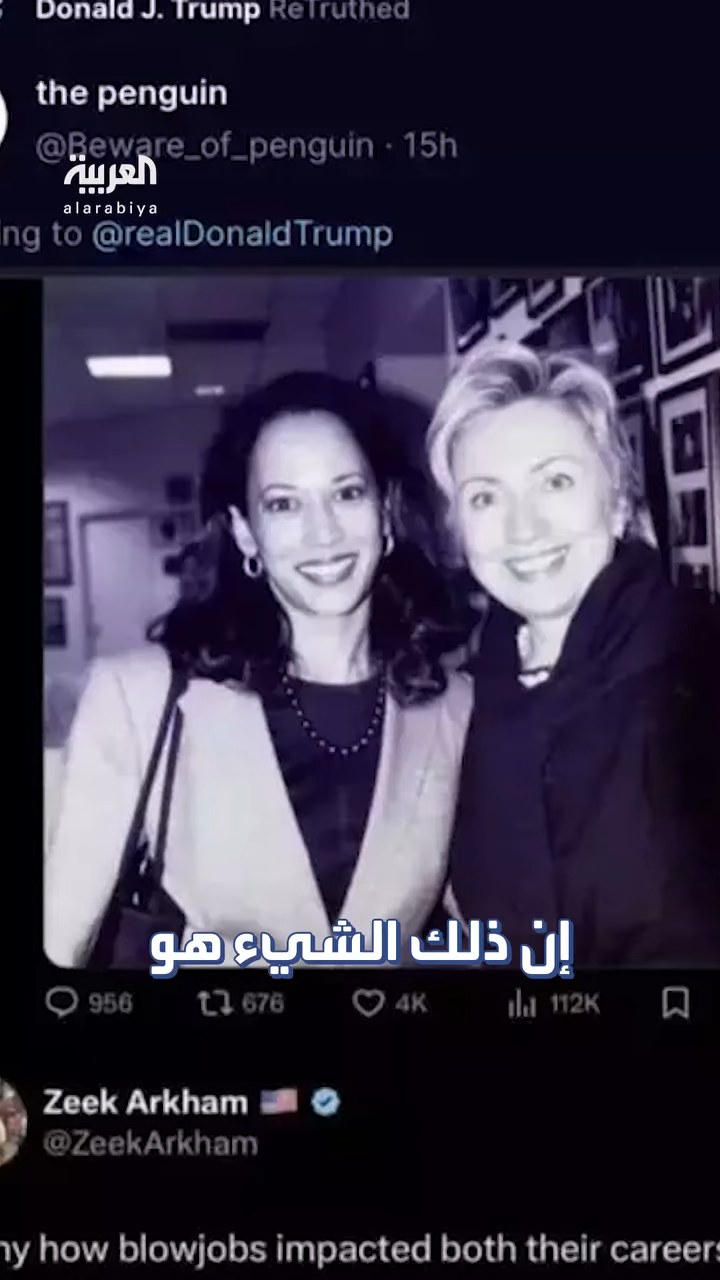 Donald J. Trump ReTruthed
the penguin
@Beware_of_penguin · 15h
العربية
alarabiya
ing to @realDonaldTrump
إن ذلك الشيء هو
956 676 4K 112K
Zeek Arkham
@ZeekArkham
ny how blowjobs impacted both their careers